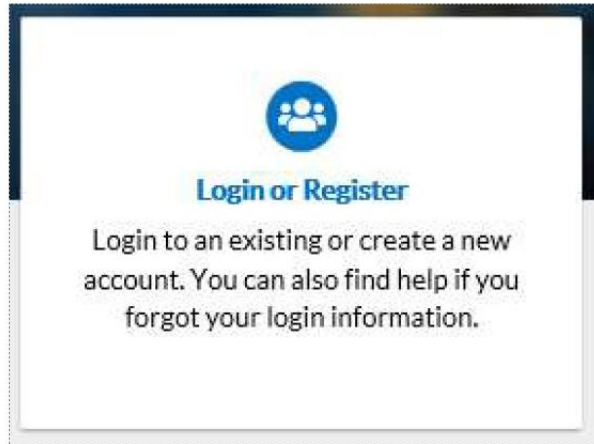 Login or Register
Login to an existing or create a new
account. You can also find help if you
forgot your login information.